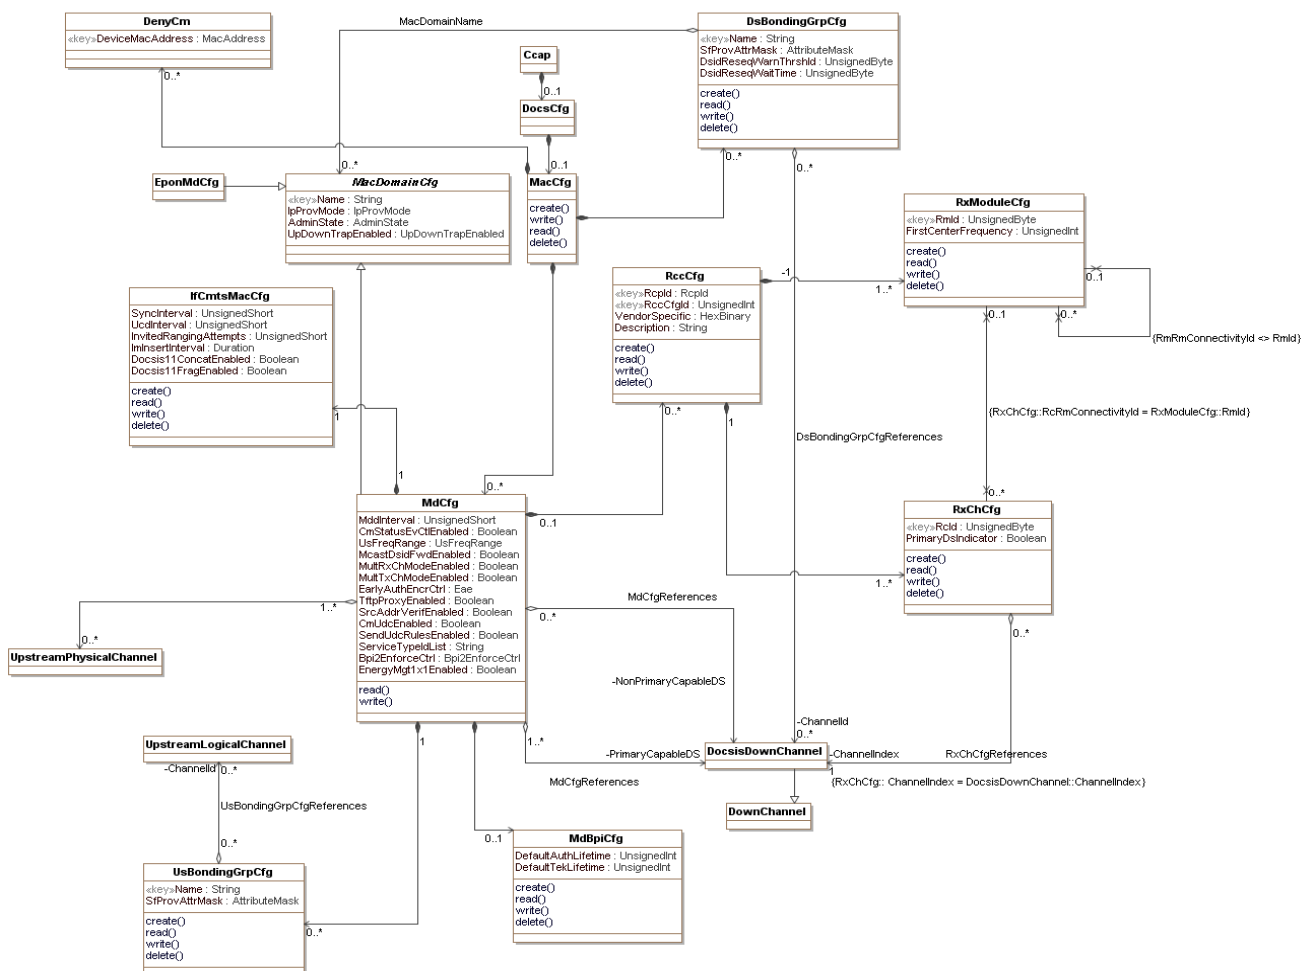 DenyCm
«key»DeviceMacAddress : MacAddress
0..*
MacDomainName
Ccap
0..1
DocsCfg
0..1
DsBondingGrpCfg
«key»Name : String
SfProvAttrMask : AttributeMask
DsidReseqWarnThrshld : UnsignedByte
DsidReseqWaitTime : UnsignedByte
create()
read()
write()
delete()
0..*
0..*
0..*
EponMdCfg
MacDomainCfg
«key»Name : String
IpProvMode : IpProvMode
AdminState : AdminState
UpDownTrapEnabled : UpDownTrapEnabled
MacCfg
create()
write()
read()
delete()
RxModuleCfg
«key»RmId : UnsignedByte
FirstCenterFrequency : UnsignedInt
create()
read()
write()
delete()
0..1
0..1
0..*
{RmRmConnectivityId <> RmId}
RccCfg
«key»RcpId : RcpId
«key»RccCfgId : UnsignedInt
VendorSpecific : HexBinary
Description : String
create()
read()
write()
delete()
-1
1..*
0..*
1
IfCmtsMacCfg
SyncInterval : UnsignedShort
UcdInterval : UnsignedShort
InvitedRangingAttempts : UnsignedShort
ImInsertInterval : Duration
Docsis11ConcatEnabled : Boolean
Docsis11FragEnabled : Boolean
create()
read()
write()
delete()
1
1
0..*
{RxChCfg::RcRmConnectivityId = RxModuleCfg::RmId}
DsBondingGrpCfgReferences
0..*
MdCfg
MddInterval : UnsignedShort
CmStatusEvCtlEnabled : Boolean
UsFreqRange : UsFreqRange
McastDsidFwdEnabled : Boolean
MultRxChModeEnabled : Boolean
MultTxChModeEnabled : Boolean
EarlyAuthEncrCtrl : Eae
TftpProxyEnabled : Boolean
SrcAddrVerifEnabled : Boolean
CmUdcEnabled : Boolean
SendUdcRulesEnabled : Boolean
ServiceTypeIdList : String
Bpi2EnforceCtrl : Bpi2EnforceCtrl
EnergyMgt1x1Enabled : Boolean
read()
write()
0..1
RxChCfg
«key»RcId : UnsignedByte
PrimaryDsIndicator : Boolean
create()
read()
write()
delete()
1..*
0..*
1..*
0..*
UpstreamPhysicalChannel
MdCfgReferences
0..*
-NonPrimaryCapableDS
-ChannelId
0..*
1..*
-PrimaryCapableDS
MdCfgReferences
DocsisDownChannel
-ChannelIndex
1
RxChCfgReferences
{RxChCfg:: ChannelIndex = DocsisDownChannel::ChannelIndex}
DownChannel
UpstreamLogicalChannel
-ChannelId
0..*
UsBondingGrpCfgReferences
0..*
1
0..1
MdBpiCfg
DefaultAuthLifetime : UnsignedInt
DefaultTekLifetime : UnsignedInt
create()
read()
write()
delete()
UsBondingGrpCfg
«key»Name : String
SfProvAttrMask : AttributeMask
create()
read()
write()
delete()
0..*